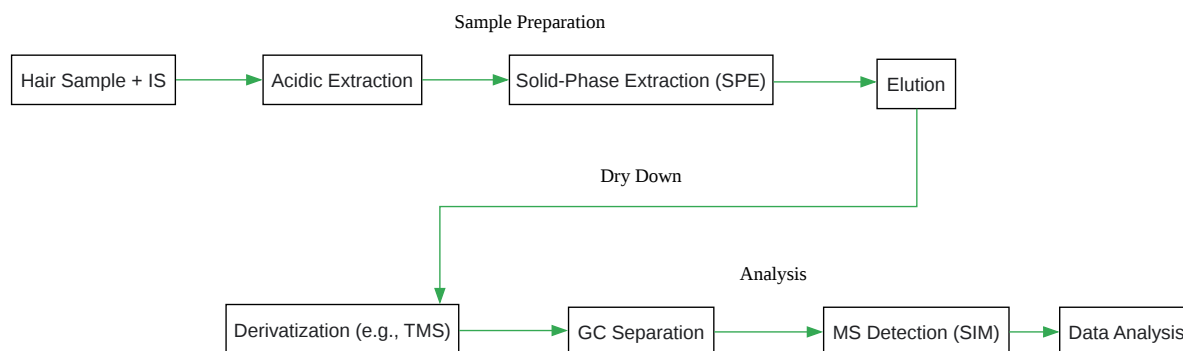 Sample Preparation
Hair Sample + IS
Acidic Extraction
Solid-Phase Extraction (SPE)
Elution
Dry Down
Analysis
Derivatization (e.g., TMS)
GC Separation
MS Detection (SIM)
Data Analysis